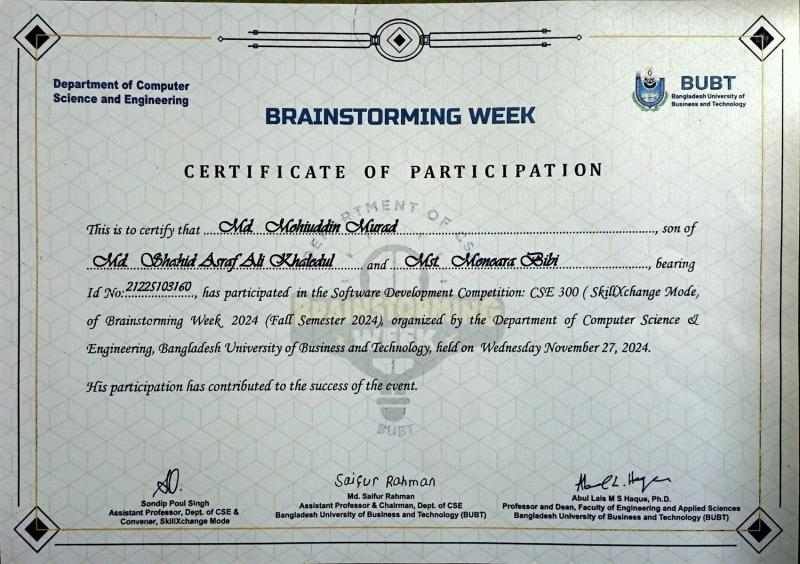 Department of Computer
Science and Engineering
BUBT
Bangladesh University of
Business and Technology
BRAINSTORMING WEEK
CERTIFICATE OF PARTICIPATION
This is to certify that Md. Mohiuddin Murad, son of
Md. Shahid Asraf Ali Khaledul and Mst. Monoara Bibi, bearing
Id No: 21225103160, has participated in the Software Development Competition: CSE 300 ( SkillXchange Mode,
of Brainstorming Week 2024 (Fall Semester 2024), organized by the Department of Computer Science &
Engineering, Bangladesh University of Business and Technology, held on Wednesday November 27, 2024.
His participation has contributed to the success of the event.
DEPARTMENT OF CSE
BRAINSTORMING
WEEK
BUBT
Saifur Rahman
Sondip Poul Singh
Assistant Professor, Dept. of CSE &
Convener, SkillXchange Mode
Md. Saifur Rahman
Assistant Professor & Chairman, Dept. of CSE
Bangladesh University of Business and Technology (BUBT)
Abul Lais M S Haque, Ph.D.
Professor and Dean, Faculty of Engineering and Applied Sciences
Bangladesh University of Business and Technology (BUBT)